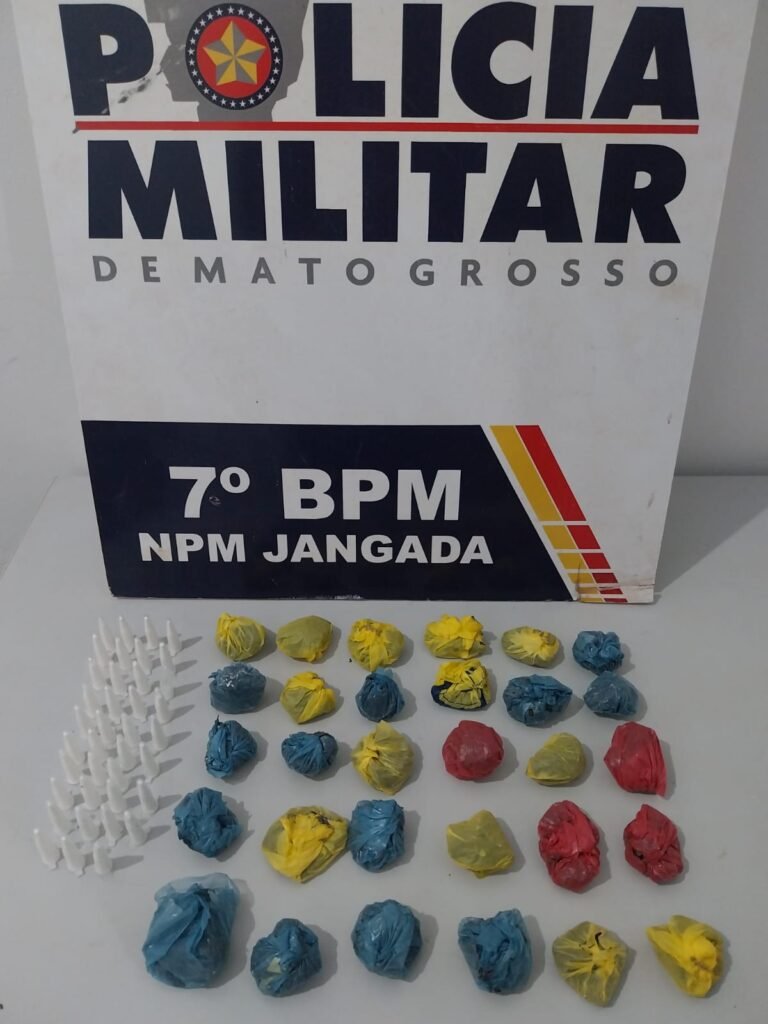 POLICIA
MILITAR
DE MATO GROSSO
7º BPM
NPM JANGADA